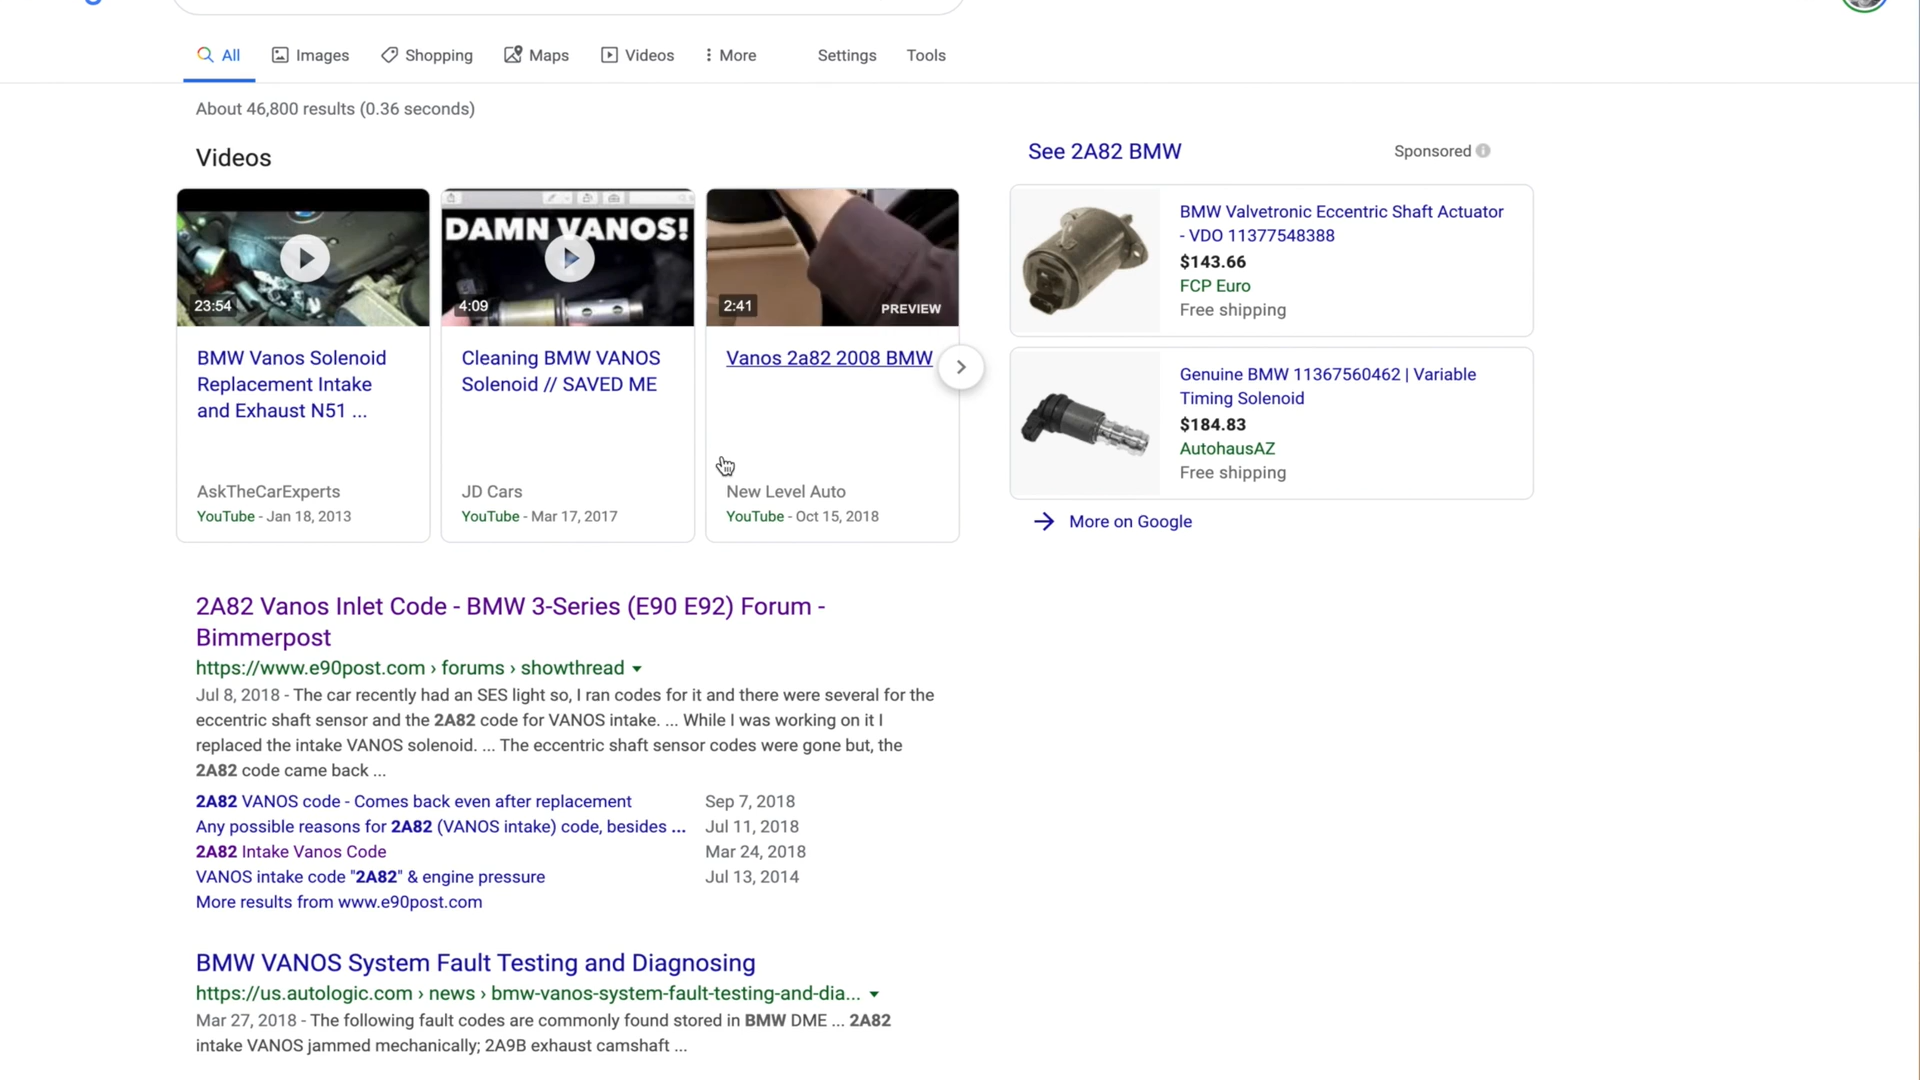 All
Images
Shopping
Maps
Videos
More
Settings
Tools
About 46,800 results (0.36 seconds)
Videos
23:54
BMW Vanos Solenoid
Replacement Intake
and Exhaust N51 ...
AskTheCarExperts
YouTube - Jan 18, 2013
DAMN VANOS!
4:09
Cleaning BMW VANOS
Solenoid // SAVED ME
JD Cars
YouTube - Mar 17, 2017
2:41
PREVIEW
Vanos 2a82 2008 BMW
New Level Auto
YouTube - Oct 15, 2018
See 2A82 BMW
Sponsored
BMW Valvetronic Eccentric Shaft Actuator
- VDO 11377548388
$143.66
FCP Euro
Free shipping
Genuine BMW 11367560462 | Variable
Timing Solenoid
$184.83
AutohausAZ
Free shipping
More on Google
2A82 Vanos Inlet Code - BMW 3-Series (E90 E92) Forum -
Bimmerpost
https://www.e90post.com › forums › showthread
Jul 8, 2018 - The car recently had an SES light so, I ran codes for it and there were several for the
eccentric shaft sensor and the 2A82 code for VANOS intake. ... While I was working on it I
replaced the intake VANOS solenoid. ... The eccentric shaft sensor codes were gone but, the
2A82 code came back ...
2A82 VANOS code - Comes back even after replacement Sep 7, 2018
Any possible reasons for 2A82 (VANOS intake) code, besides ... Jul 11, 2018
2A82 Intake Vanos Code Mar 24, 2018
VANOS intake code "2A82" & engine pressure Jul 13, 2014
More results from www.e90post.com
BMW VANOS System Fault Testing and Diagnosing
https://us.autologic.com › news › bmw-vanos-system-fault-testing-and-dia...
Mar 27, 2018 - The following fault codes are commonly found stored in BMW DME ... 2A82
intake VANOS jammed mechanically; 2A9B exhaust camshaft ...